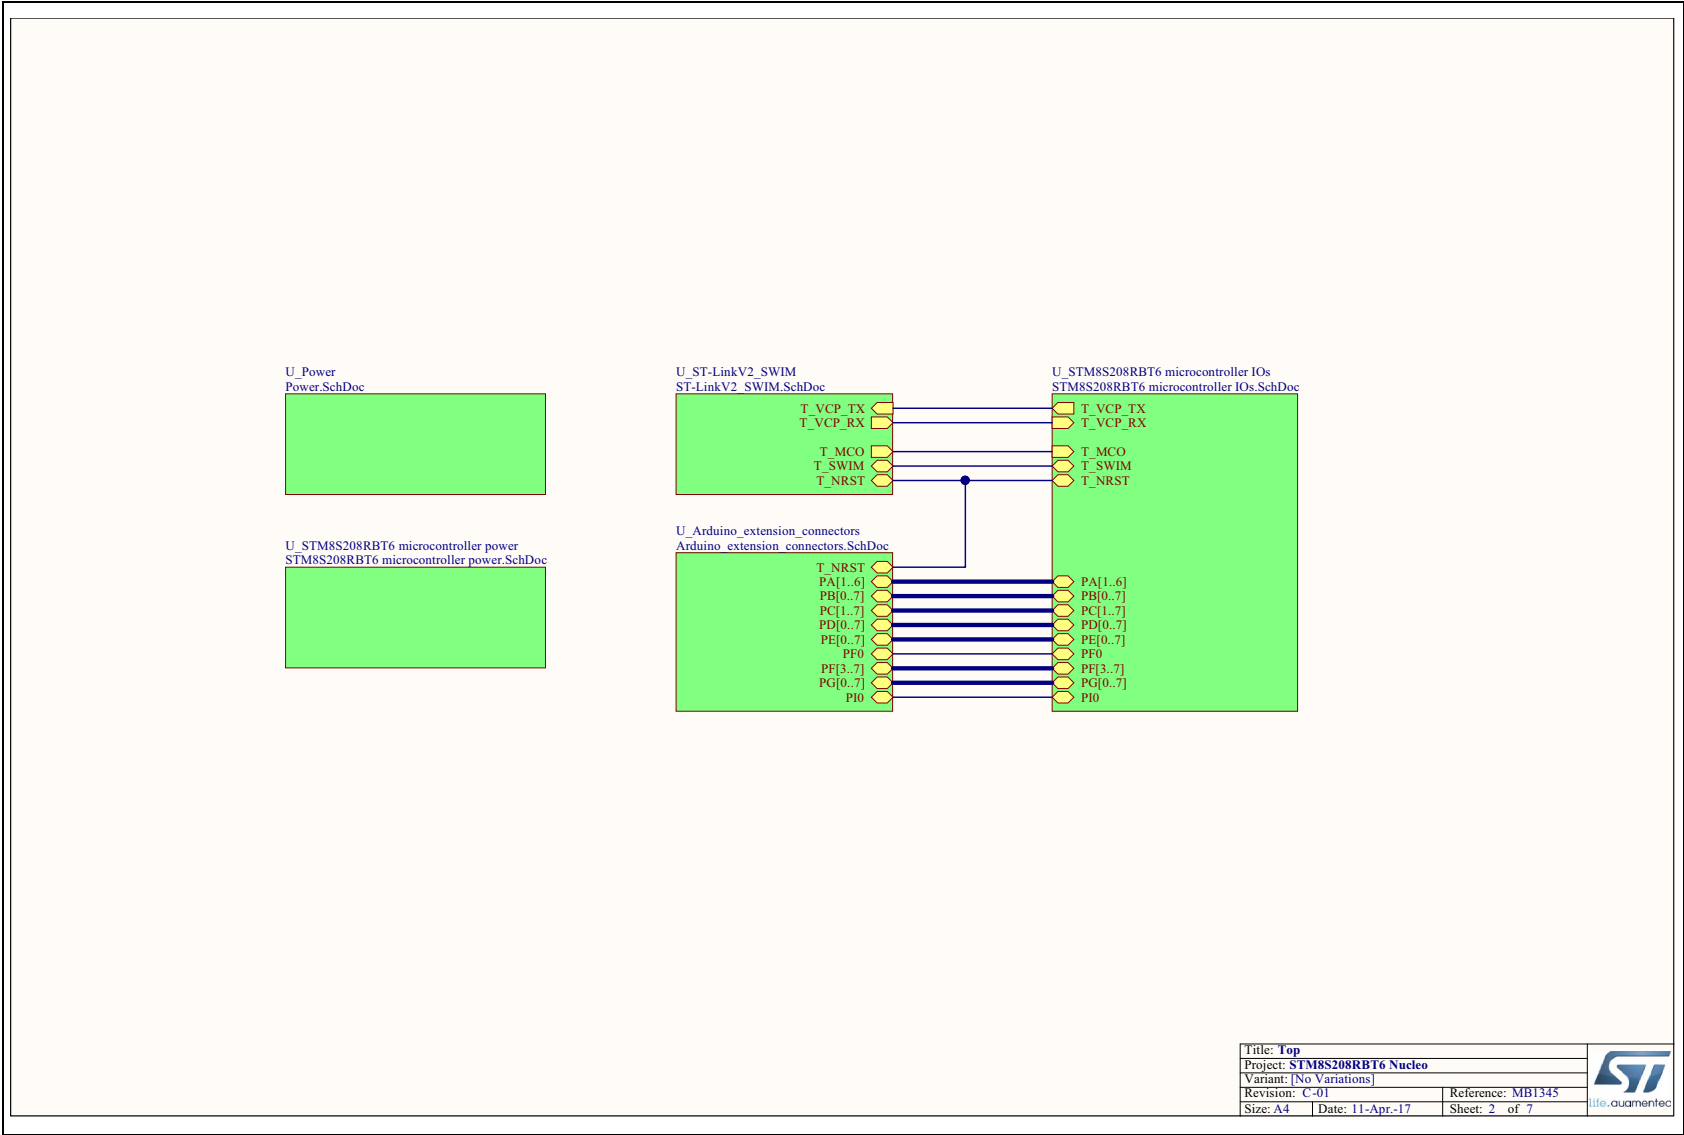 U_Power
Power.SchDoc
U_STM8S208RBT6 microcontroller power
STM8S208RBT6 microcontroller power.SchDoc
U_ST-LinkV2_SWIM
ST-LinkV2_SWIM.SchDoc
T_VCP_TX
T_VCP_RX
T_MCO
T_SWIM
T_NRST
U_Arduino_extension_connectors
Arduino_extension_connectors.SchDoc
T_NRST
PA[1..6]
PB[0..7]
PC[1..7]
PD[0..7]
PE[0..7]
PF0
PF[3..7]
PG[0..7]
PI0
U_STM8S208RBT6 microcontroller IOs
STM8S208RBT6 microcontroller IOs.SchDoc
T_VCP_TX
T_VCP_RX
T_MCO
T_SWIM
T_NRST
PA[1..6]
PB[0..7]
PC[1..7]
PD[0..7]
PE[0..7]
PF0
PF[3..7]
PG[0..7]
PI0
Title: Top
Project: STM8S208RBT6 Nucleo
Variant: [No Variations]
Revision: C-01 Reference: MB1345
Size: A4 Date: 11-Apr.-17 Sheet: 2 of 7
ST
life.auamentec